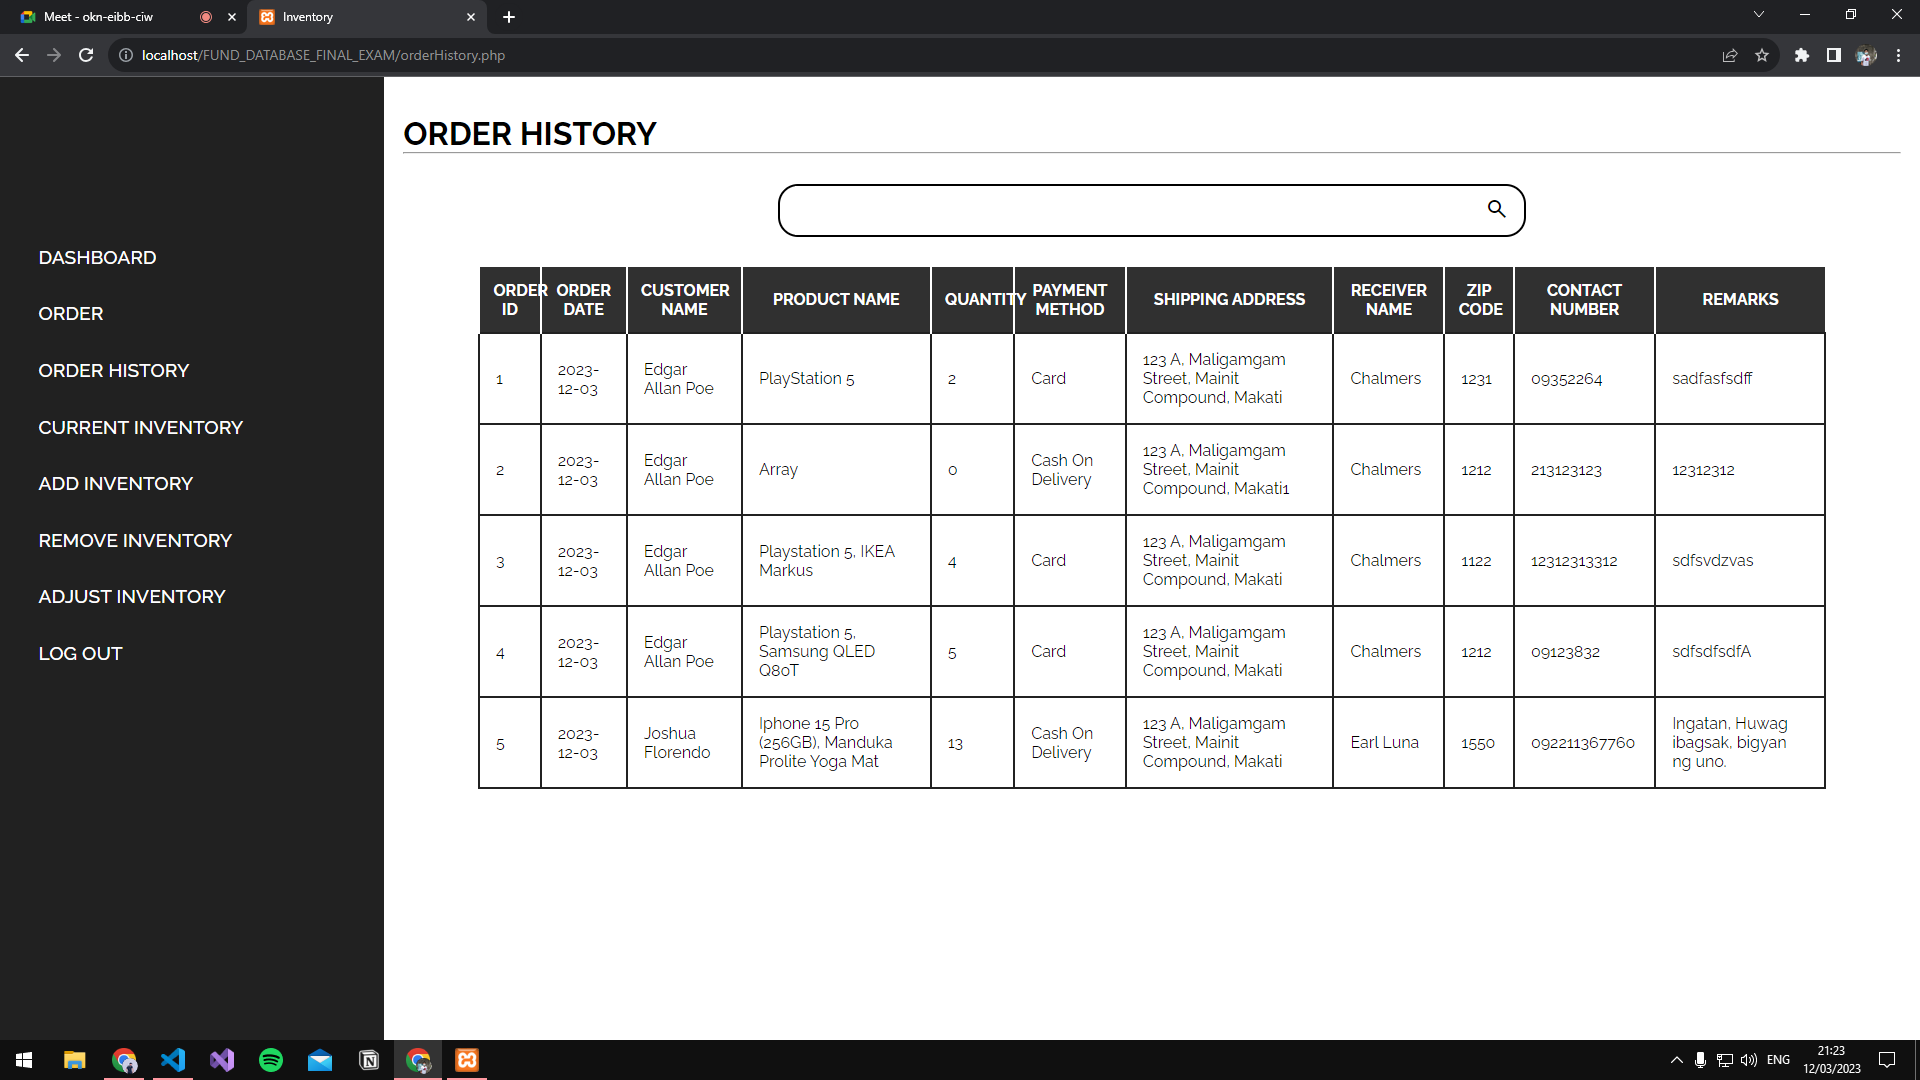 Meet - okn-eibb-ciw
Inventory
localhost/FUND_DATABASE_FINAL_EXAM/orderHistory.php
DASHBOARD
ORDER
ORDER HISTORY
CURRENT INVENTORY
ADD INVENTORY
REMOVE INVENTORY
ADJUST INVENTORY
LOG OUT
ORDER HISTORY
ORDER ID ORDER DATE CUSTOMER NAME PRODUCT NAME QUANTITY PAYMENT METHOD SHIPPING ADDRESS RECEIVER NAME ZIP CODE CONTACT NUMBER REMARKS
1 2023-12-03 Edgar Allan Poe PlayStation 5 2 Card 123 A, Maligamgam Street, Mainit Compound, Makati Chalmers 1231 09352264 sadfasfsdff
2 2023-12-03 Edgar Allan Poe Array 0 Cash On Delivery 123 A, Maligamgam Street, Mainit Compound, Makati1 Chalmers 1212 213123123 12312312
3 2023-12-03 Edgar Allan Poe Playstation 5, IKEA Markus 4 Card 123 A, Maligamgam Street, Mainit Compound, Makati Chalmers 1122 12312313312 sdfsvdzvas
4 2023-12-03 Edgar Allan Poe Playstation 5, Samsung QLED Q80T 5 Card 123 A, Maligamgam Street, Mainit Compound, Makati Chalmers 1212 09123832 sdfsdfsdfA
5 2023-12-03 Joshua Florendo Iphone 15 Pro (256GB), Manduka Prolite Yoga Mat 13 Cash On Delivery 123 A, Maligamgam Street, Mainit Compound, Makati Earl Luna 1550 092211367760 Ingatan, Huwag ibagsak, bigyan ng uno.
ENG
21:23
12/03/2023